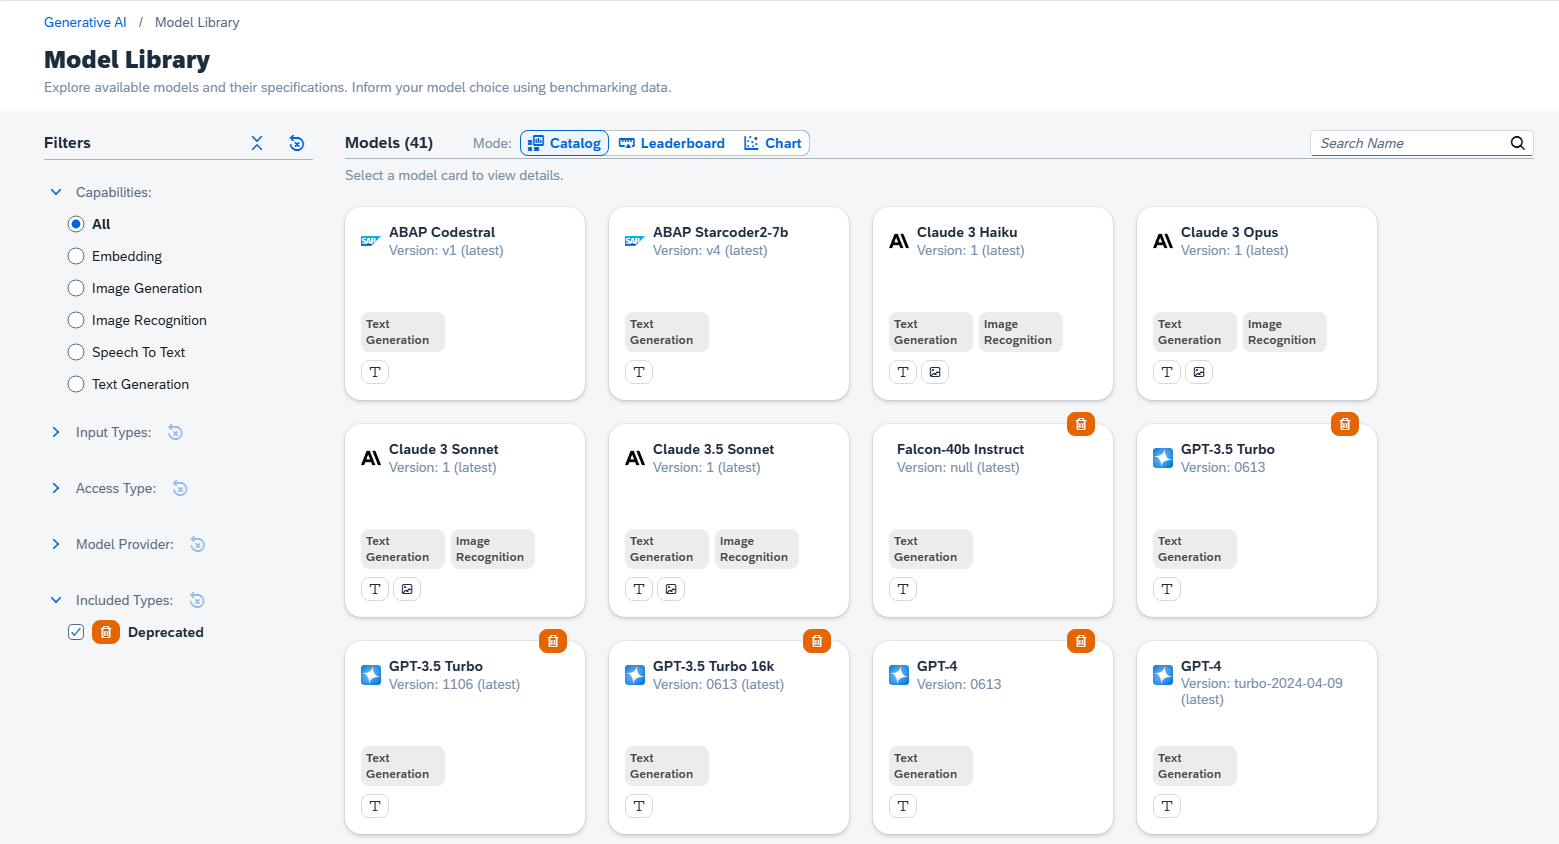 Generative AI / Model Library
Model Library
Explore available models and their specifications. Inform your model choice using benchmarking data.
Filters
Capabilities:
All
Embedding
Image Generation
Image Recognition
Speech To Text
Text Generation
Input Types:
Access Type:
Model Provider:
Included Types:
Deprecated
Models (41)
Mode:
Catalog
Leaderboard
Chart
Search Name
Select a model card to view details.
SAP
ABAP Codestral
Version: v1 (latest)
Text
Generation
SAP
ABAP Starcoder2-7b
Version: v4 (latest)
Text
Generation
Claude 3 Haiku
Version: 1 (latest)
Text
Generation
Image
Recognition
Claude 3 Opus
Version: 1 (latest)
Text
Generation
Image
Recognition
Claude 3 Sonnet
Version: 1 (latest)
Text
Generation
Image
Recognition
Claude 3.5 Sonnet
Version: 1 (latest)
Text
Generation
Image
Recognition
Falcon-40b Instruct
Version: null (latest)
Text
Generation
GPT-3.5 Turbo
Version: 0613
Text
Generation
GPT-3.5 Turbo
Version: 1106 (latest)
Text
Generation
GPT-3.5 Turbo 16k
Version: 0613 (latest)
Text
Generation
GPT-4
Version: 0613
Text
Generation
GPT-4
Version: turbo-2024-04-09
(latest)
Text
Generation